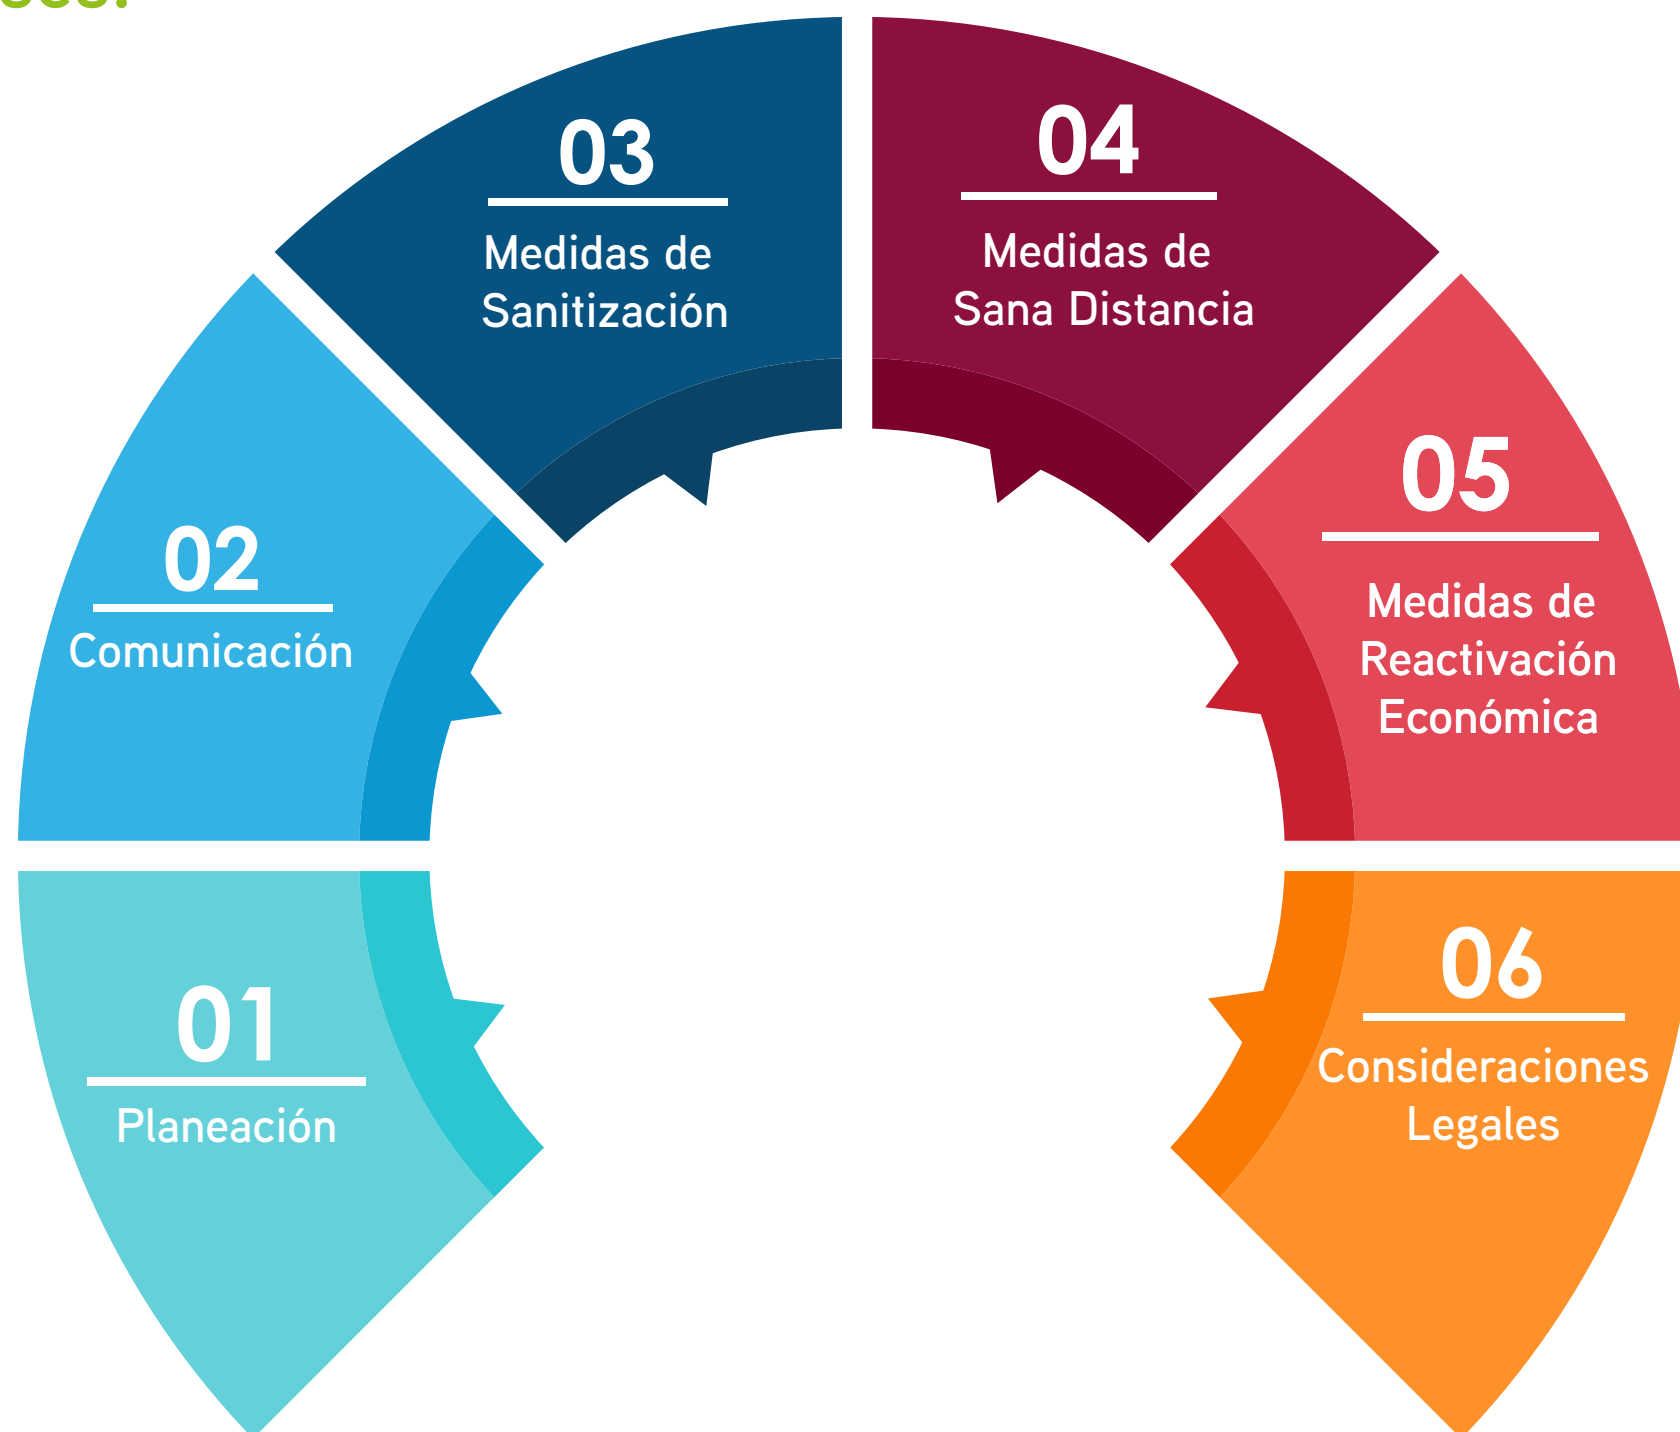 01
Planeación
02
Comunicación
03
Medidas de
Sanitización
04
Medidas de
Sana Distancia
05
Medidas de
Reactivación
Económica
06
Consideraciones
Legales